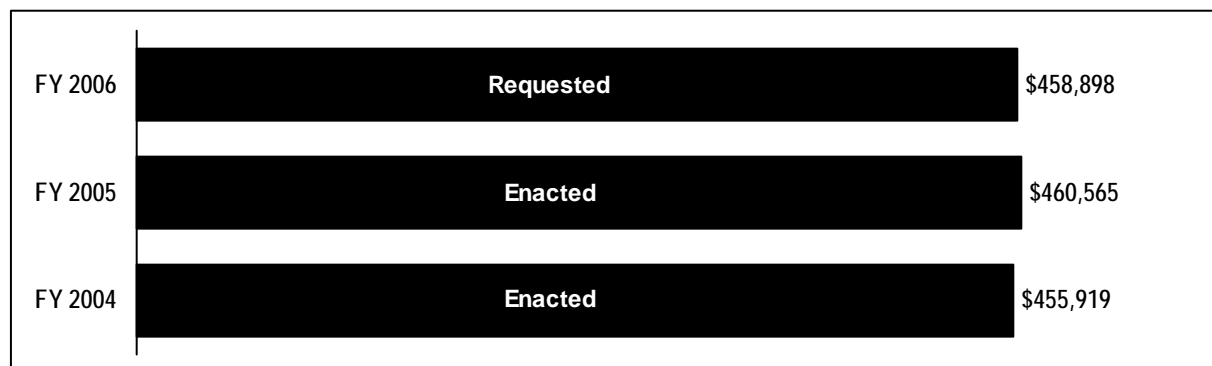 FY 2006 Requested $458,898
FY 2005 Enacted $460,565
FY 2004 Enacted $455,919